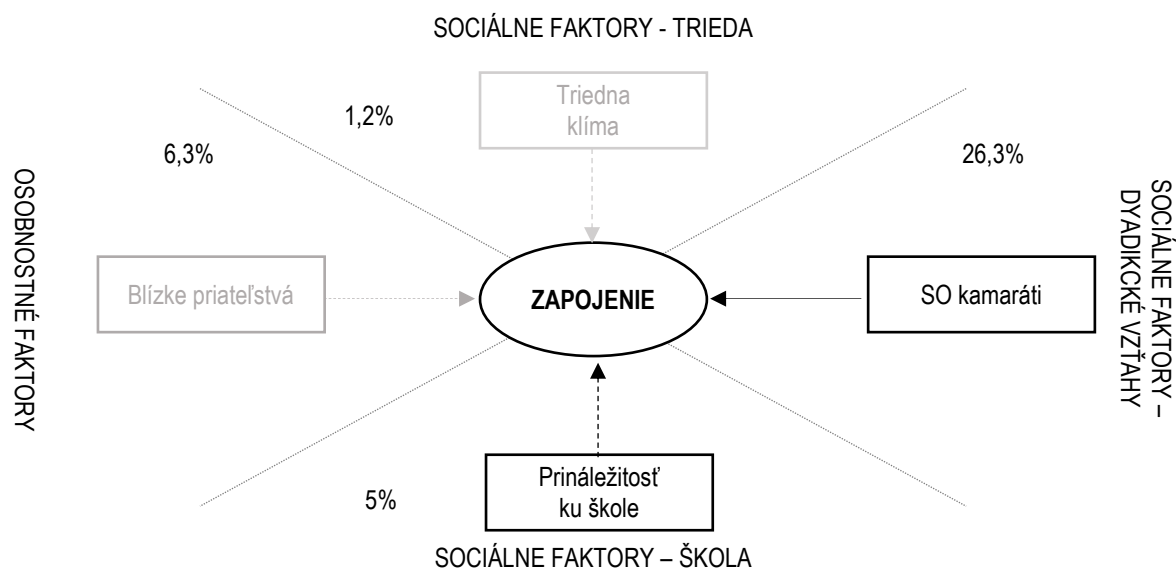 SOCIÁLNE FAKTORY - TRIEDA
Triedna
klíma
1,2%
6,3%
26,3%
OSOBNOSTNÉ FAKTORY
Blízke priateľstvá
ZAPOJENIE
SO kamaráti
SOCIÁLNE FAKTORY –
DYADIKCKÉ VZŤAHY
Prináležitosť
ku škole
5%
SOCIÁLNE FAKTORY – ŠKOLA